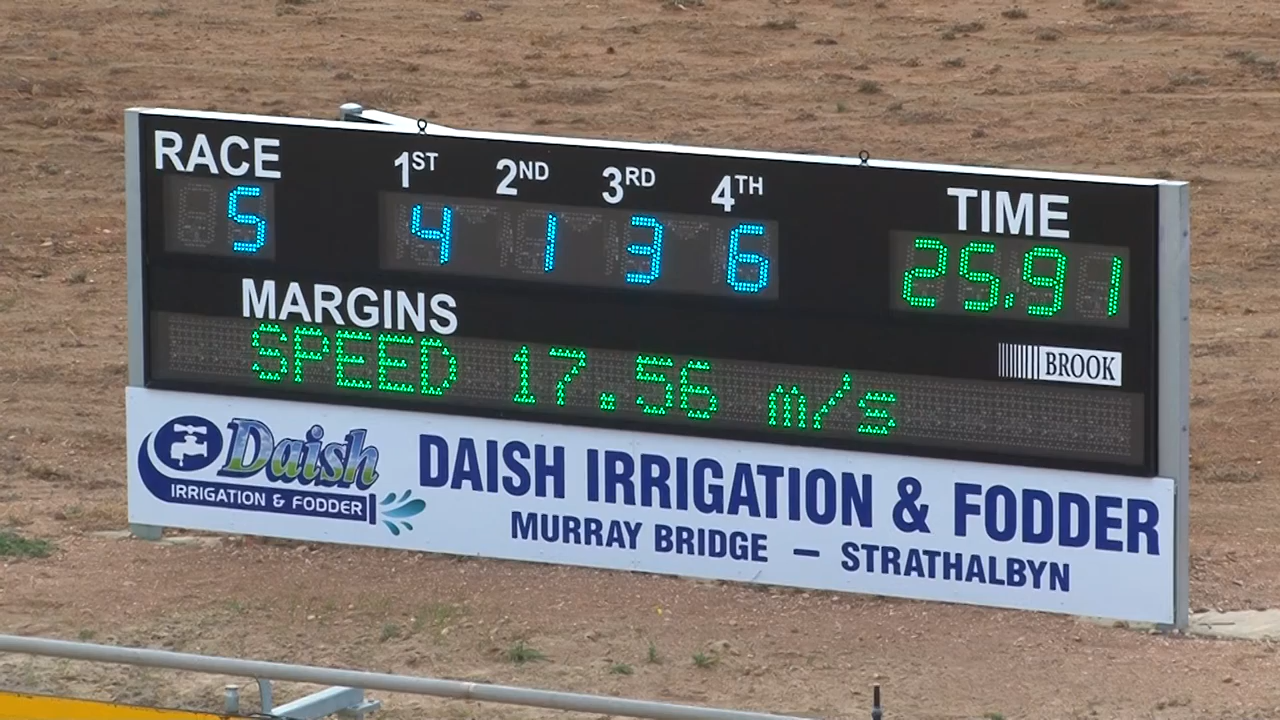 RACE 1ST 2ND 3RD 4TH TIME
5 4 1 3 6 25.91
MARGINS
SPEED 17.56 m/s
BROOK
Daish
IRRIGATION & FODDER
DAISH IRRIGATION & FODDER
MURRAY BRIDGE – STRATHALBYN